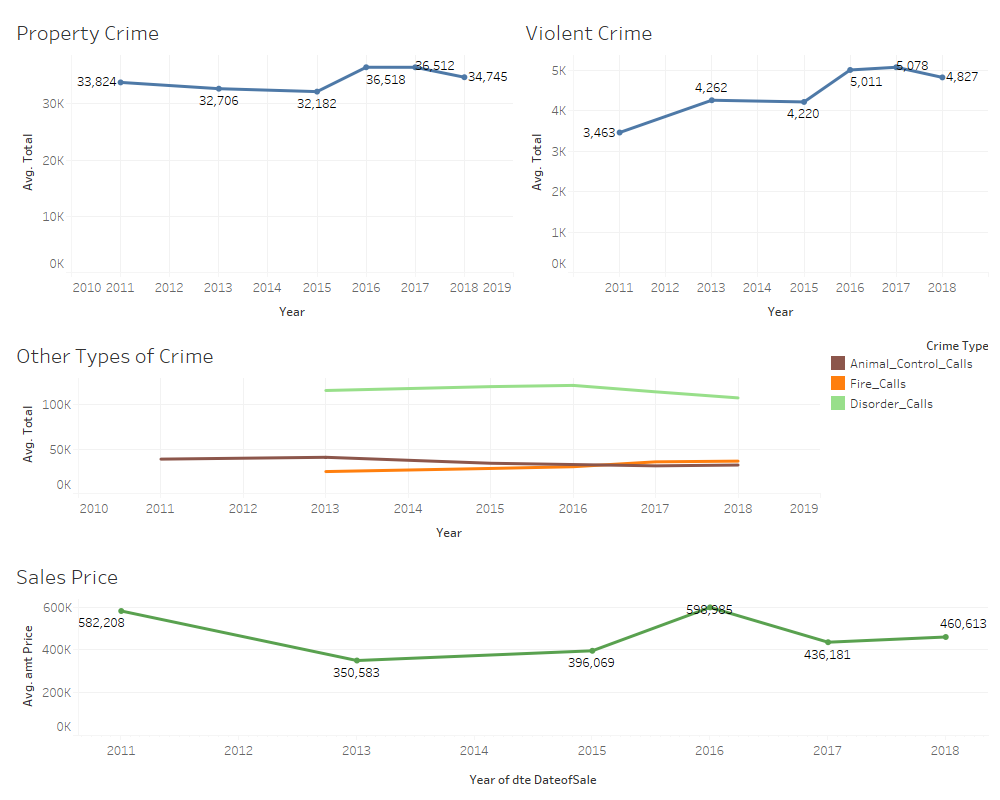 Property Crime
33,824
32,706
32,182
36,518
36,512
34,745
30K
20K
10K
0K
Avg. Total
2010 2011 2012 2013 2014 2015 2016 2017 2018 2019
Year
Violent Crime
3,463
4,262
4,220
5,011
5,078
4,827
5K
4K
3K
2K
1K
0K
Avg. Total
2011 2012 2013 2014 2015 2016 2017 2018
Year
Other Types of Crime
100K
50K
0K
Avg. Total
2010 2011 2012 2013 2014 2015 2016 2017 2018 2019
Year
Crime Type
Animal_Control_Calls
Fire_Calls
Disorder_Calls
Sales Price
582,208
350,583
396,069
598,985
436,181
460,613
600K
400K
200K
0K
Avg. amt Price
2011 2012 2013 2014 2015 2016 2017 2018
Year of dte DateofSale